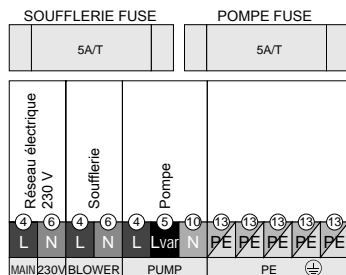 SOUFFLERIE FUSE POMPE FUSE
5A/T 5A/T
Réseau électrique
230 V
Soufflerie
Pompe
4 6 4 6 4 5 10 13 13 13 13 13
L N L N L Lvar N PE PE PE PE PE
MAIN 230V BLOWER PUMP PE